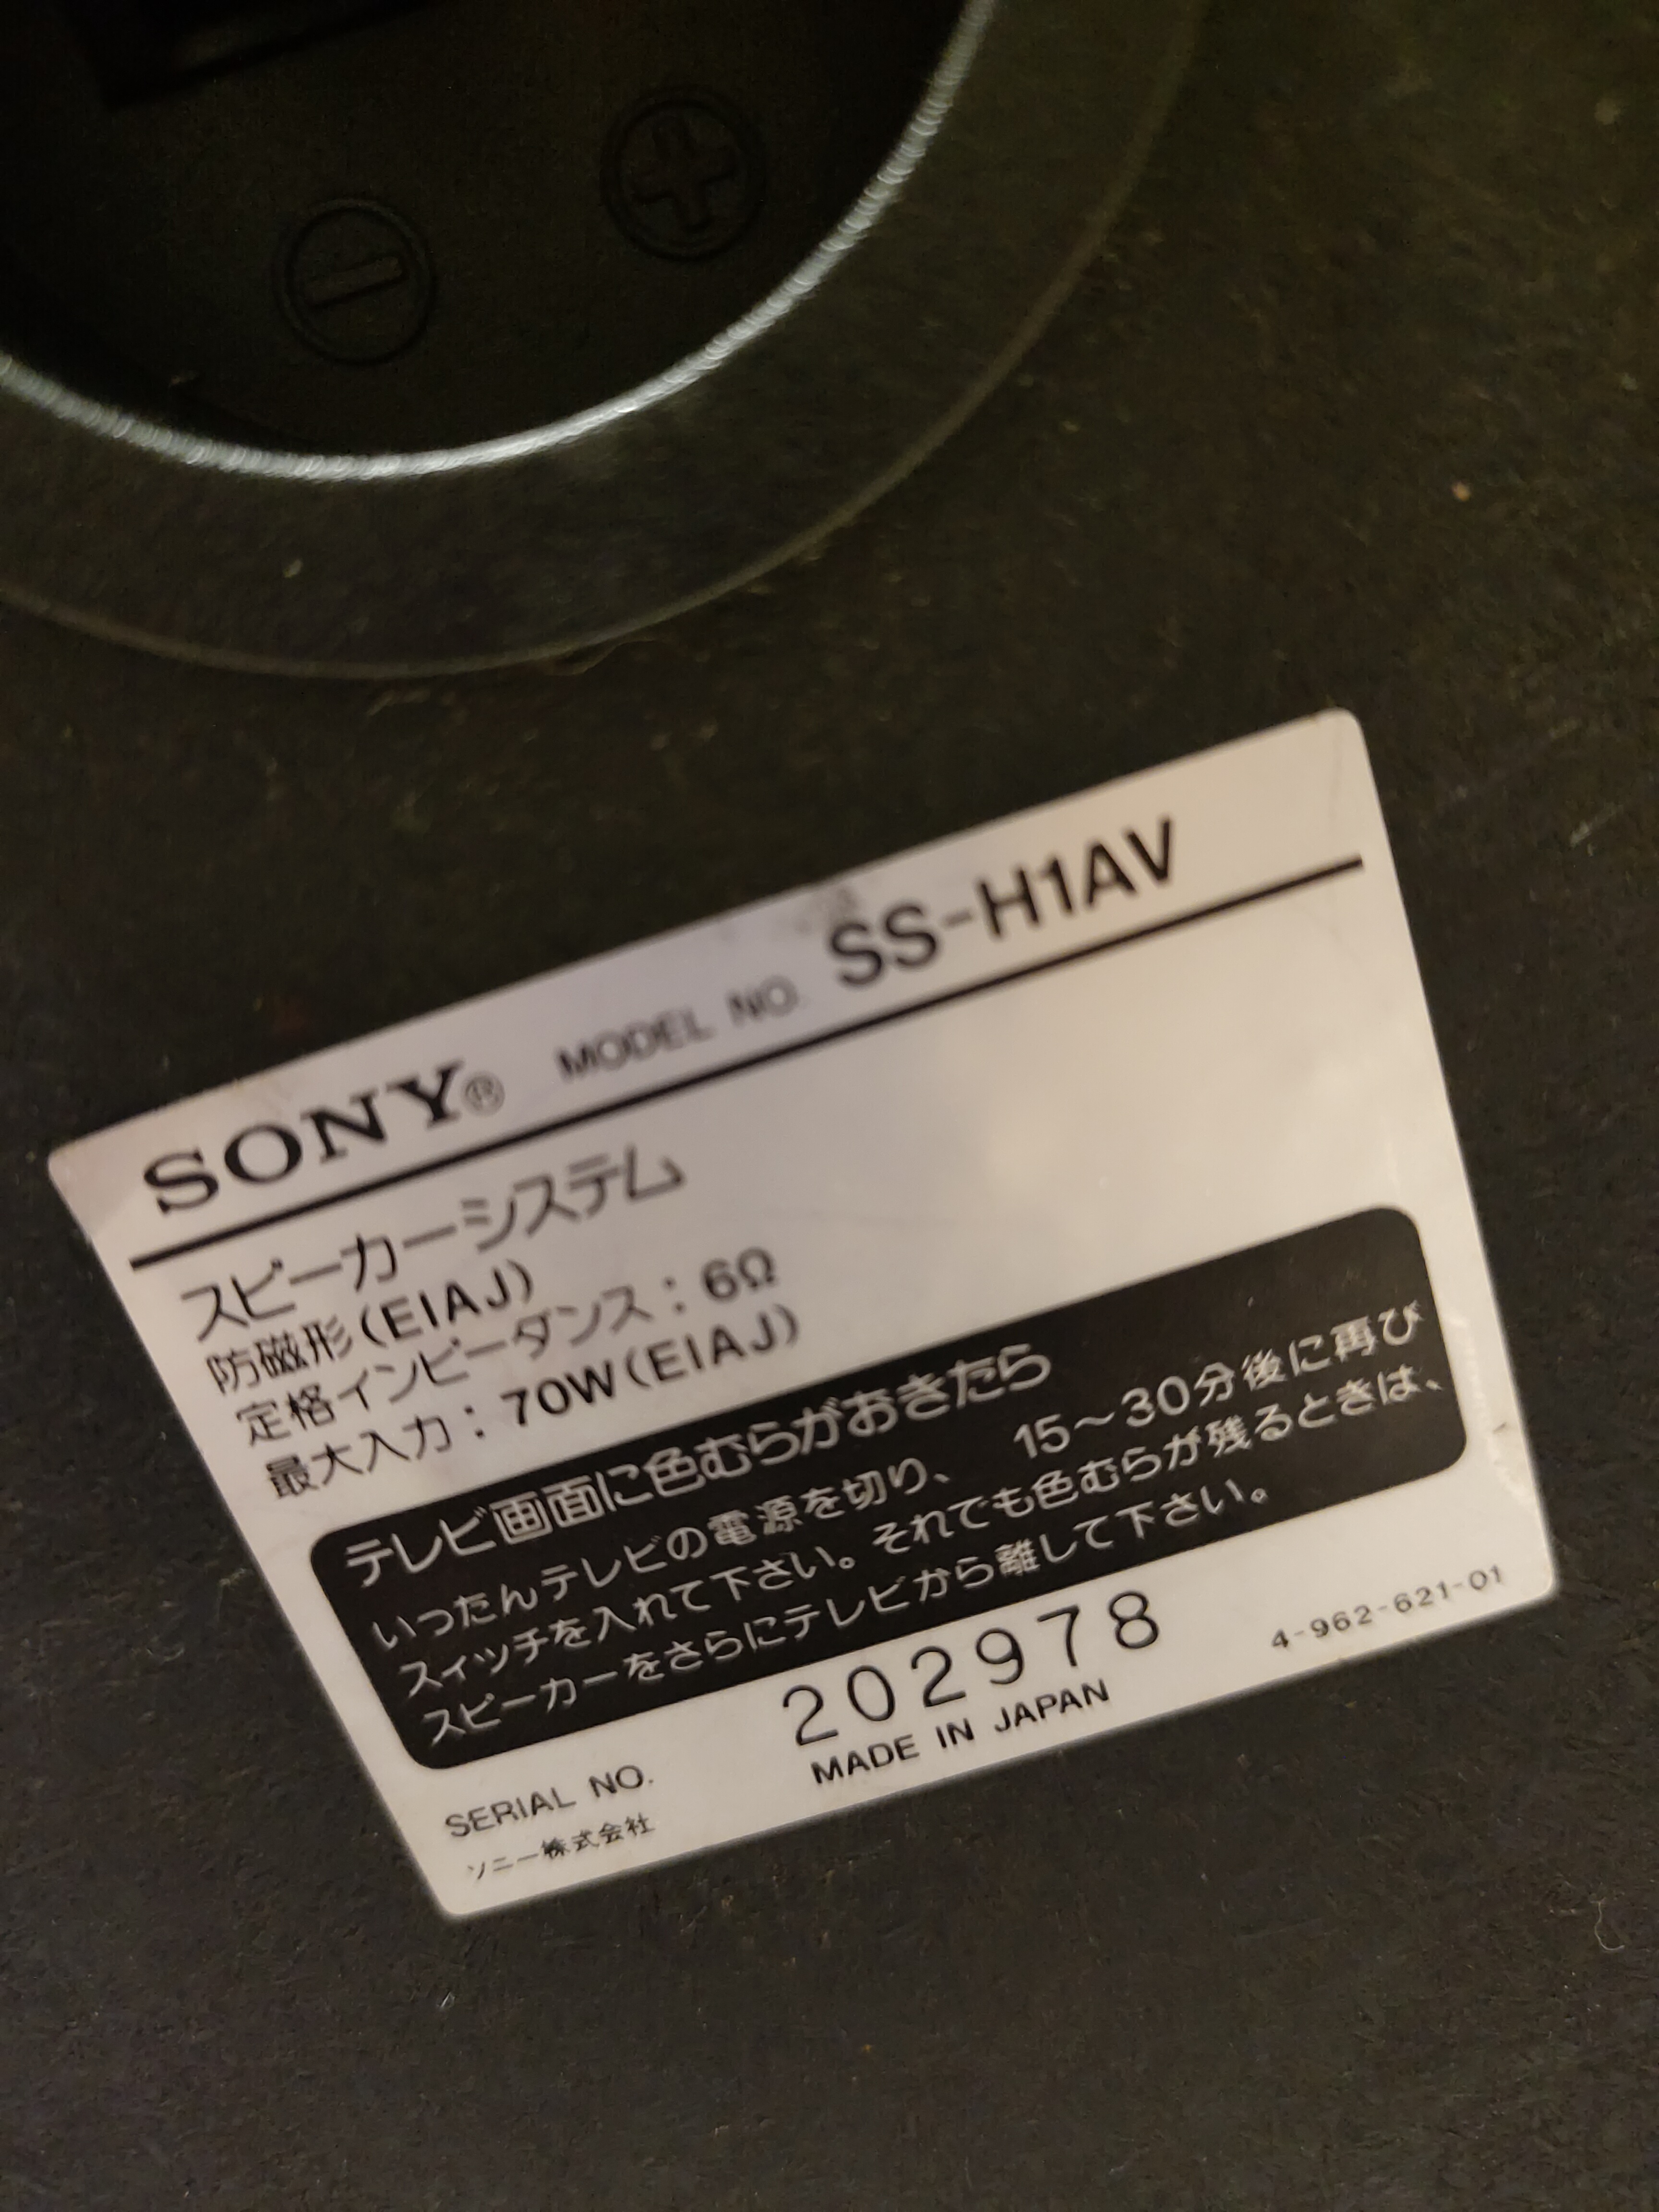 SONY® MODEL NO. SS-H1AV
スピーカーシステム
防磁形(EIAJ)
定格インピーダンス：6Ω
最大入力：70W(EIAJ)
テレビ画面に色むらがおきたら
いったんテレビの電源を切り、 15～30分後に再び
スイッチを入れて下さい。それでも色むらが残るときは、
スピーカーをさらにテレビから離して下さい。
SERIAL NO. 202978
ソニー株式会社 MADE IN JAPAN 4-962-621-01